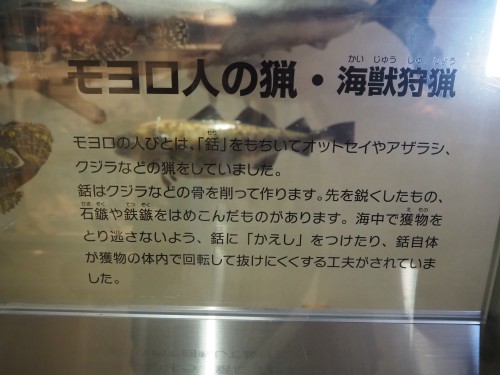 モヨロ人の猟・海獣狩猟
モヨロの人びとは、「銛」をもちいてオットセイやアザラシ、
クジラなどの猟をしていました。
銛はクジラなどの骨を削って作ります。先を鋭くしたもの、
石鏃や鉄鏃をはめこんだものがあります。海中で獲物を
とり逃さないよう、銛に「かえし」をつけたり、銛自体
が獲物の体内で回転して抜けにくくする工夫がされていま
した。